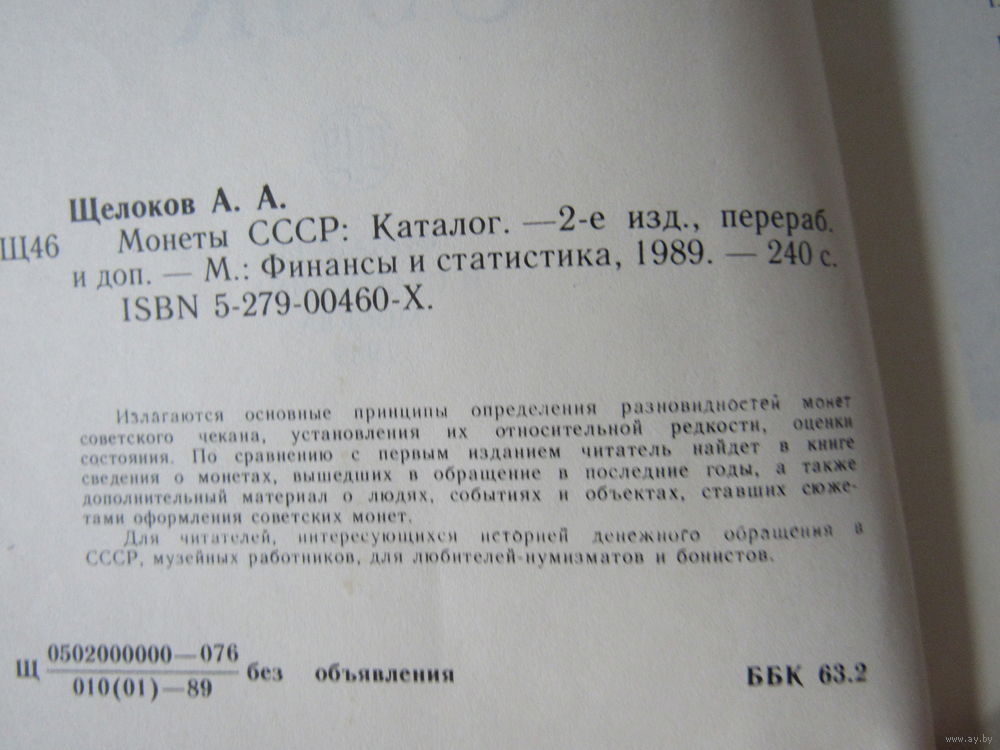 Щелоков А. А.
Щ46 Монеты СССР: Каталог. —2-е изд., перераб.
и доп. — М.: Финансы и статистика, 1989. — 240 с.
ISBN 5-279-00460-X.
Излагаются основные принципы определения разновидностей монет
советского чекана, установления их относительной редкости, оценки
состояния. По сравнению с первым изданием читатель найдет в книге
сведения о монетах, вышедших в обращение в последние годы, а также
дополнительный материал о людях, событиях и объектах, ставших сюже-
тами оформления советских монет.
Для читателей, интересующихся историей денежного обращения в
СССР, музейных работников, для любителей-нумизматов и бонистов.
0502000000—076
Щ без объявления ББК 63.2
010(01)—89
www.ay.by